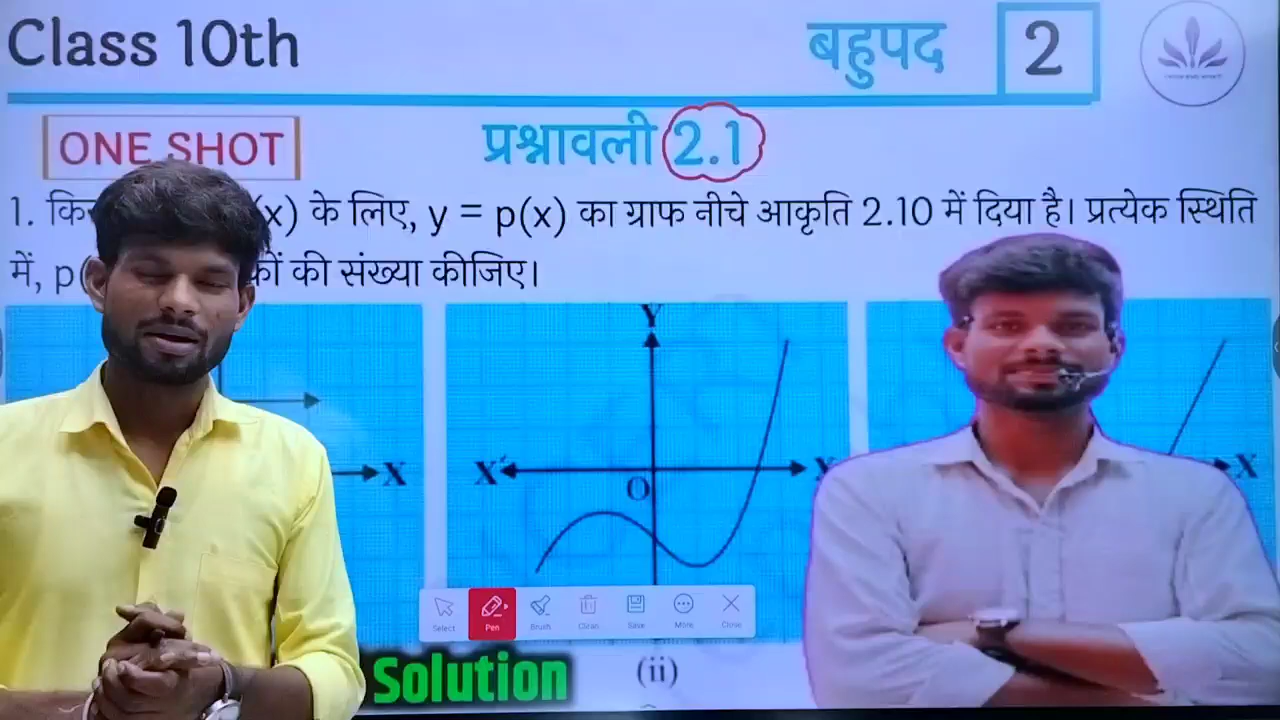 Class 10th
बहुपद 2
ONE SHOT
प्रश्नावली 2.1
1. (x) के लिए, y = p(x) का ग्राफ नीचे आकृति 2.10 में दिया है। प्रत्येक स्थिति
में, की संख्या कीजिए।
Y
X
X'
O
X
Select
Pen
Brush
Clean
Save
More
Close
Solution
(ii)